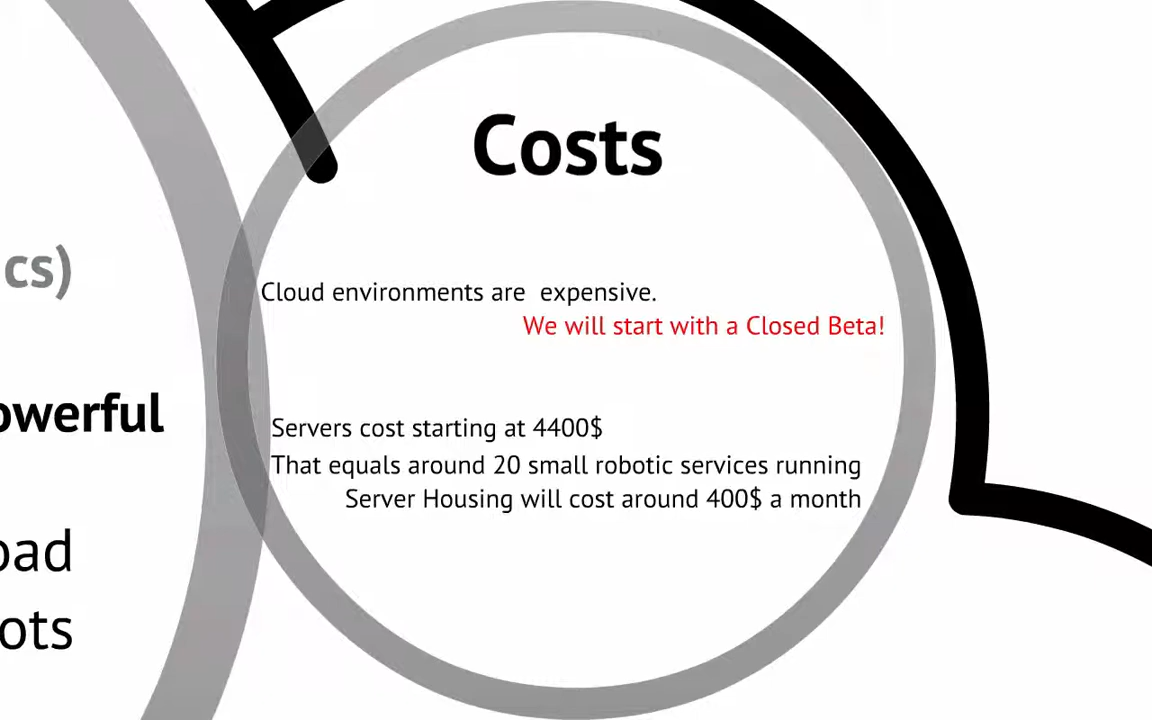 Costs
cs)
Cloud environments are  expensive.
We will start with a Closed Beta!
owerful
Servers cost starting at 4400$
That equals around 20 small robotic services running
Server Housing will cost around 400$ a month
oad
ots